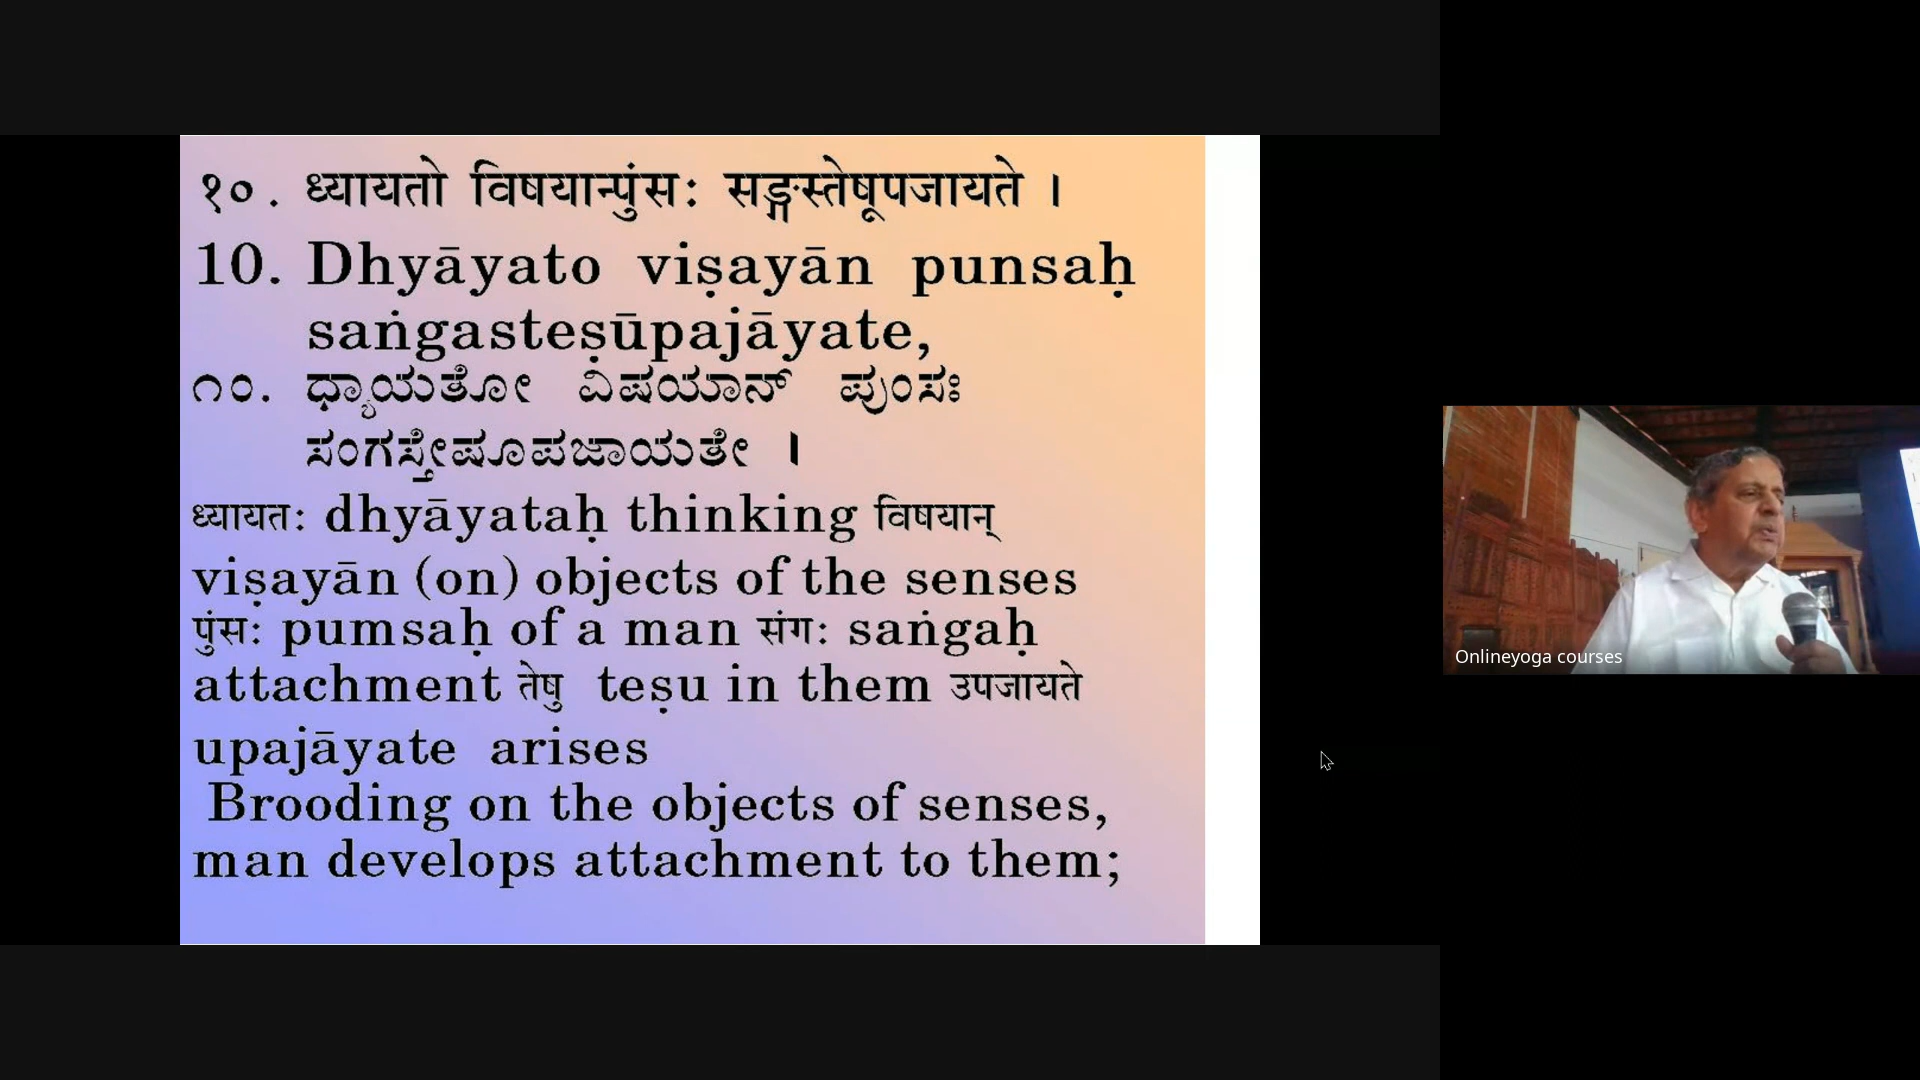 १०. ध्यायतो विषयान्पुंसः सङ्गस्तेषूपजायते ।
10. Dhyāyato viṣayān punsaḥ
saṅgasteṣūpajāyate,
೧೦. ಧ್ಯಾಯತೋ ವಿಷಯಾನ್ ಪುಂಸಃ
ಸಂಗಸ್ತೇಷೂಪಜಾಯತೇ ।
ध्यायतः dhyāyataḥ thinking विषयान्
viṣayān (on) objects of the senses
पुंसः pumsaḥ of a man संगः saṅgaḥ
attachment तेषु teṣu in them उपजायते
upajāyate arises
Brooding on the objects of senses,
man develops attachment to them;
Onlineyoga courses